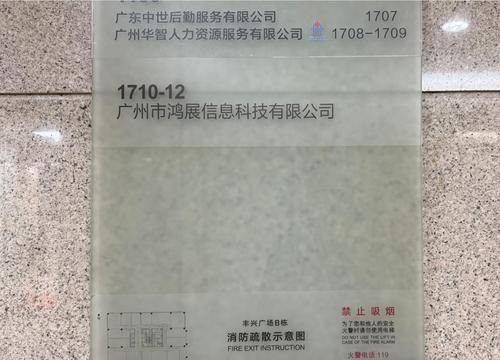 广东中世后勤服务有限公司 1707
广州华智人力资源服务有限公司 1708-1709
1710-12
广州市鸿展信息科技有限公司
丰兴广场B栋
消防疏散示意图
FIRE EXIT INSTRUCTION
禁止吸烟
为了您和他人的安全
火警时请勿使用电梯
DO NOT USE THE LIFT IN
CASE OF THE FIRE ALARM
火警电话:119